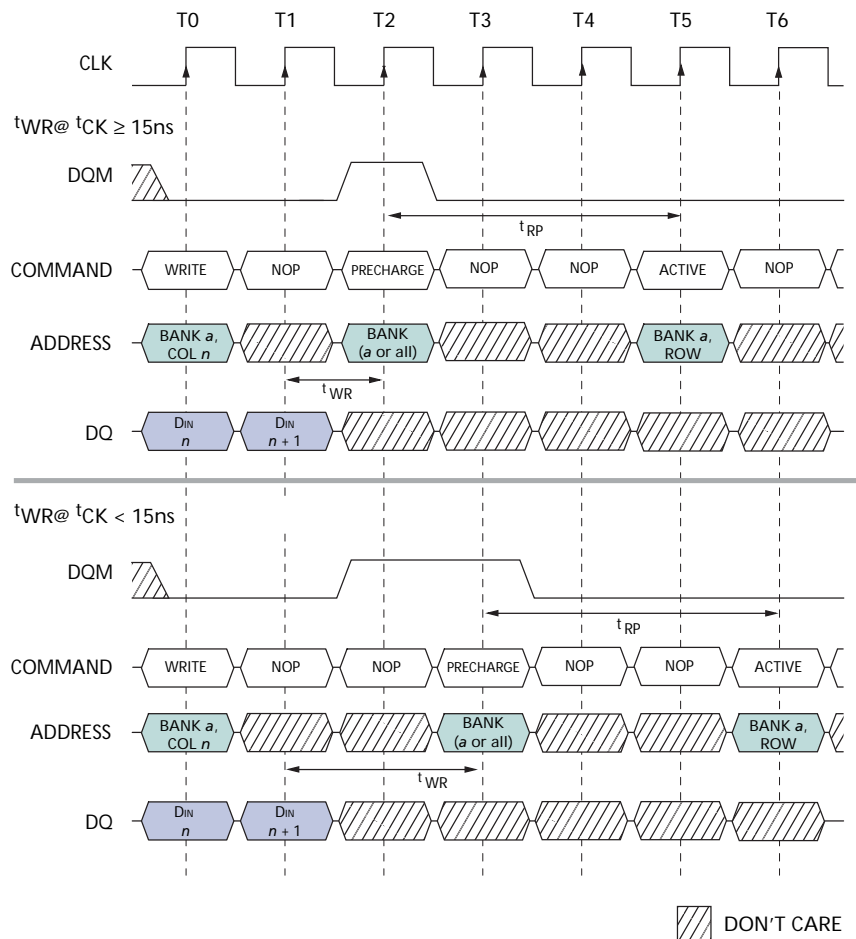 T0 T1 T2 T3 T4 T5 T6
CLK
tWR@ tCK ≥ 15ns
DQM
tRP
COMMAND WRITE NOP PRECHARGE NOP NOP ACTIVE NOP
ADDRESS BANK a, COL n BANK (a or all) BANK a, ROW
tWR
DQ DIN n DIN n + 1
tWR@ tCK < 15ns
DQM
tRP
COMMAND WRITE NOP NOP PRECHARGE NOP NOP ACTIVE
ADDRESS BANK a, COL n BANK (a or all) BANK a, ROW
tWR
DQ DIN n DIN n + 1
DON'T CARE